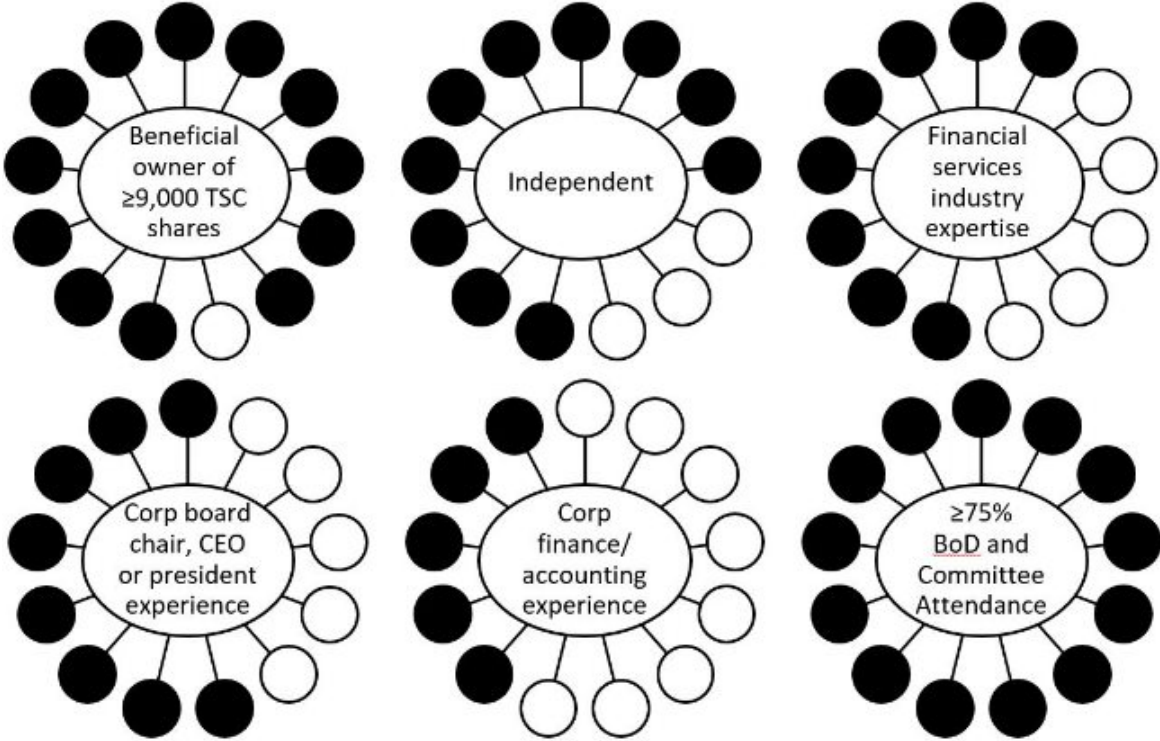 Beneficial
owner of
≥9,000 TSC
shares
Independent
Financial
services
industry
expertise
Corp board
chair, CEO
or president
experience
Corp
finance/
accounting
experience
≥75%
BoD and
Committee
Attendance